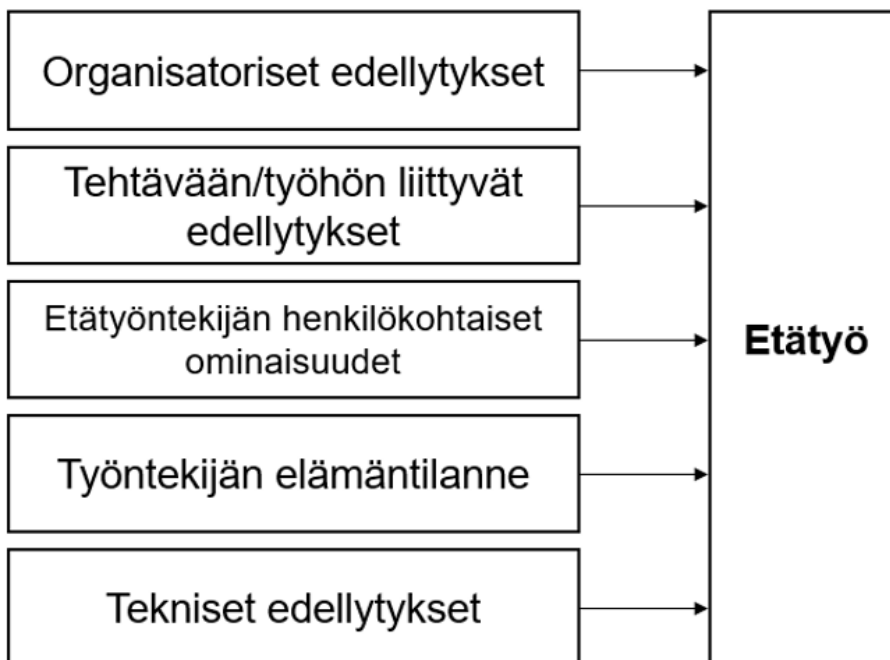 Organisatoriset edellytykset
Tehtävään/työhön liittyvät
edellytykset
Etätyöntekijän henkilökohtaiset
ominaisuudet
Työntekijän elämäntilanne
Tekniset edellytykset
Etätyö